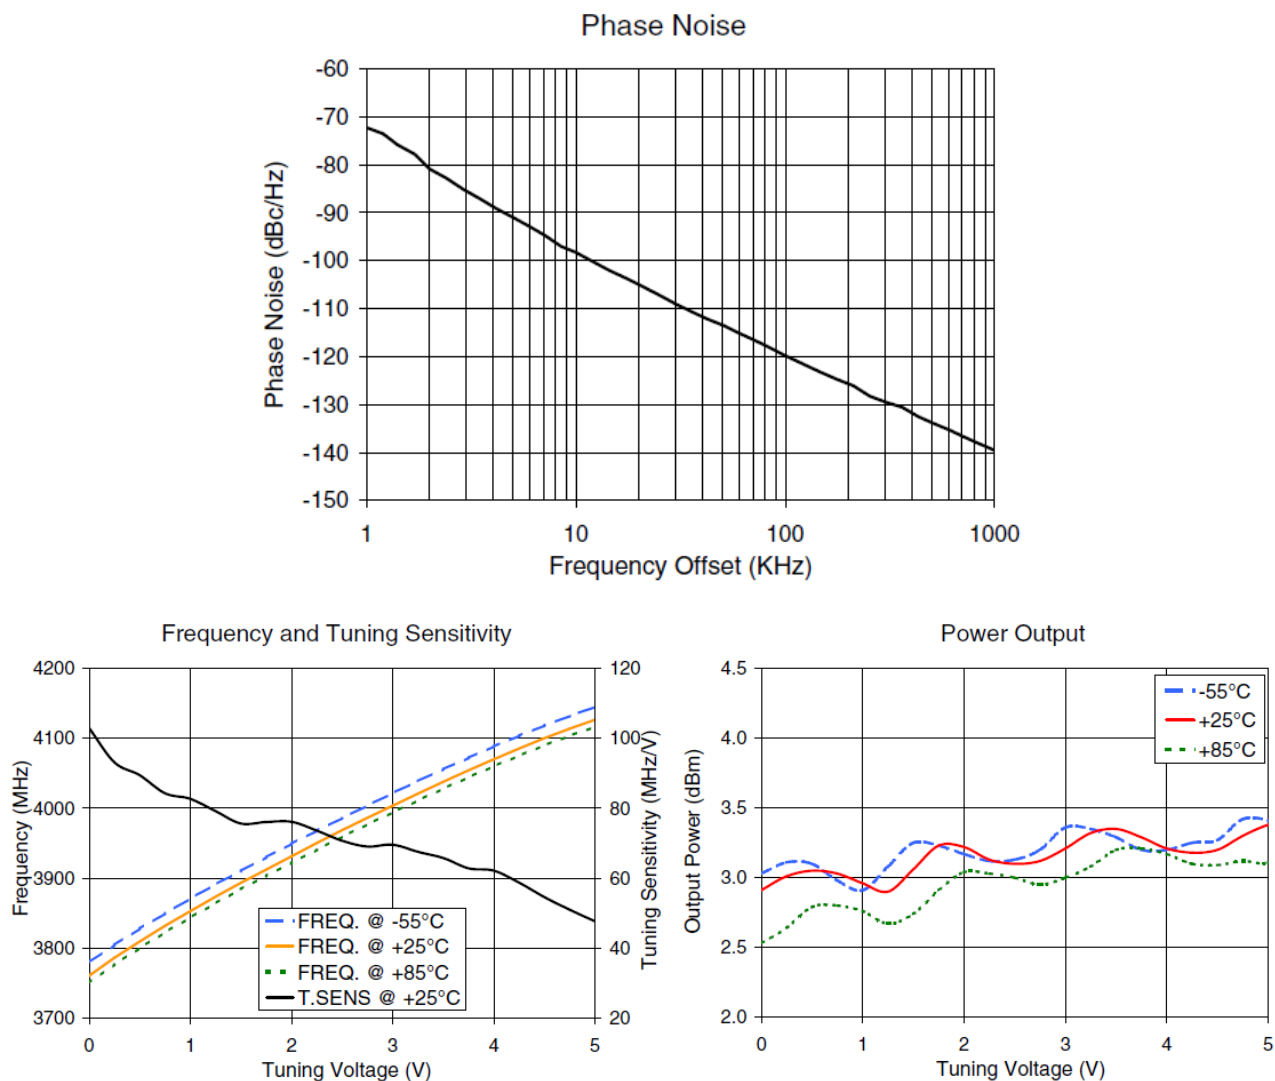 Phase Noise
-60
-70
-80
-90
-100
-110
-120
-130
-140
-150
Phase Noise (dBc/Hz)
1 10 100 1000
Frequency Offset (KHz)
Frequency and Tuning Sensitivity
4200
4100
4000
3900
3800
3700
Frequency (MHz)
120
100
80
60
40
20
Tuning Sensitivity (MHz/V)
FREQ. @ -55°C
FREQ. @ +25°C
FREQ. @ +85°C
T.SENS @ +25°C
0 1 2 3 4 5
Tuning Voltage (V)
Power Output
4.5
4.0
3.5
3.0
2.5
2.0
Output Power (dBm)
-55°C
+25°C
+85°C
0 1 2 3 4 5
Tuning Voltage (V)